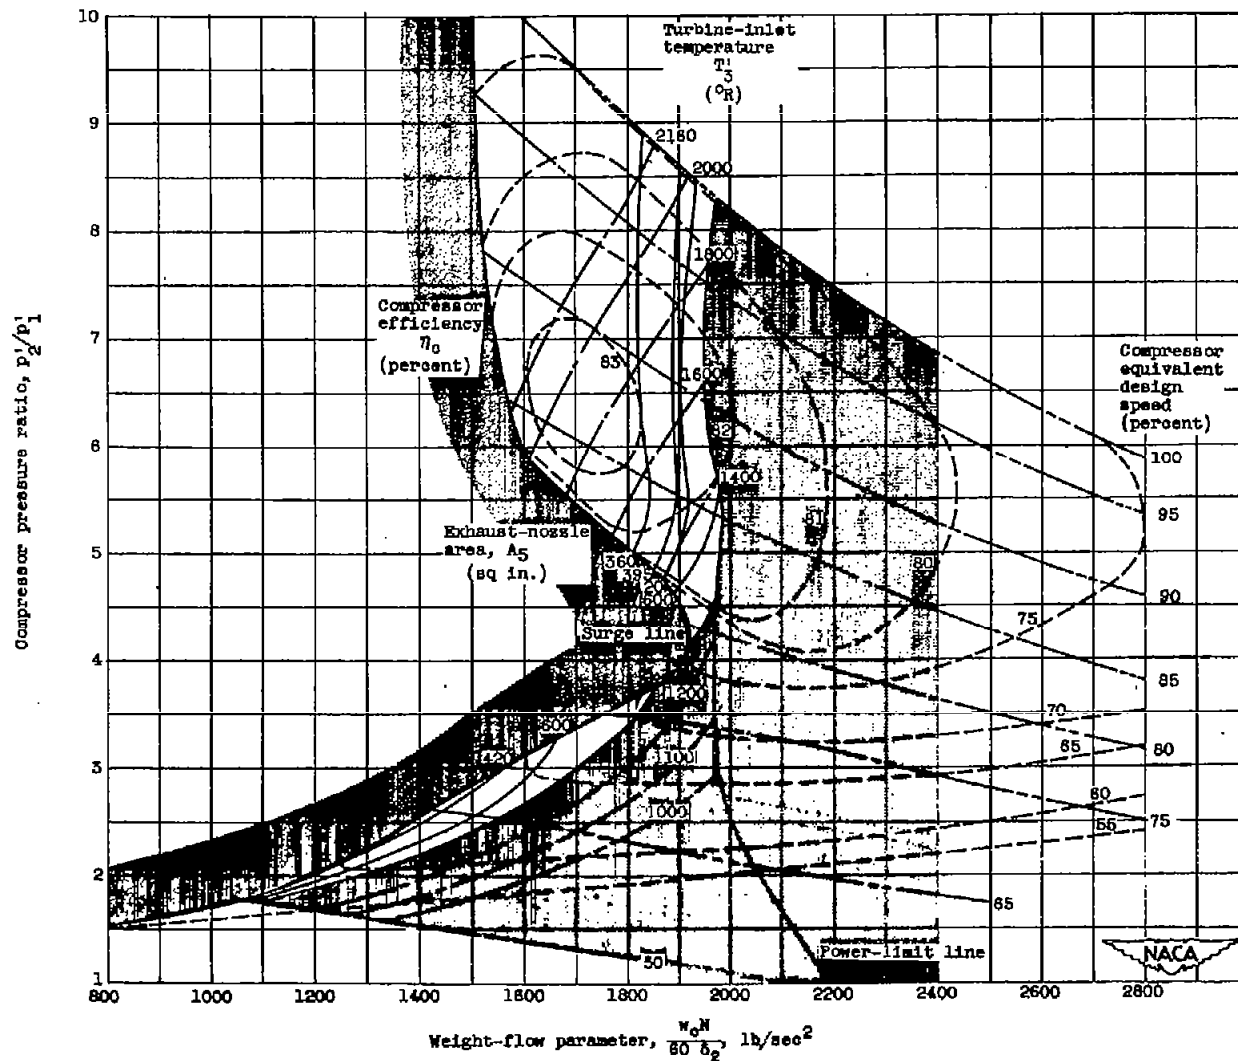 10
9
8
7
6
5
4
3
2
1
Compressor pressure ratio, p'2/p'1
Turbine-inlet
temperature
T'3
(°R)
2160
2000
1800
1600
1400
1200
1100
1000
Compressor
efficiency
ηc
(percent)
83
82
81
80
75
70
65
60
55
Compressor
equivalent
design
speed
(percent)
100
95
90
85
80
75
65
50
Exhaust-nozzle
area, A5
(sq in.)
360
420
600
Surge line
600
420
Power-limit line
NACA
800
1000
1200
1400
1600
1800
2000
2200
2400
2600
2800
Weight-flow parameter, wcN/60 δ2, lb/sec2